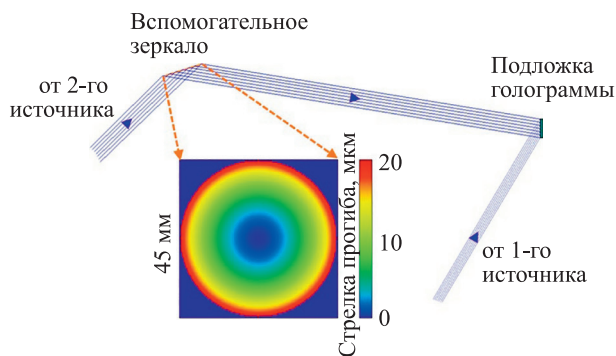 Вспомогательное
зеркало
от 2-го
источника
Подложка
голограммы
45 мм
Стрелка прогиба, мкм
20
10
0
от 1-го
источника